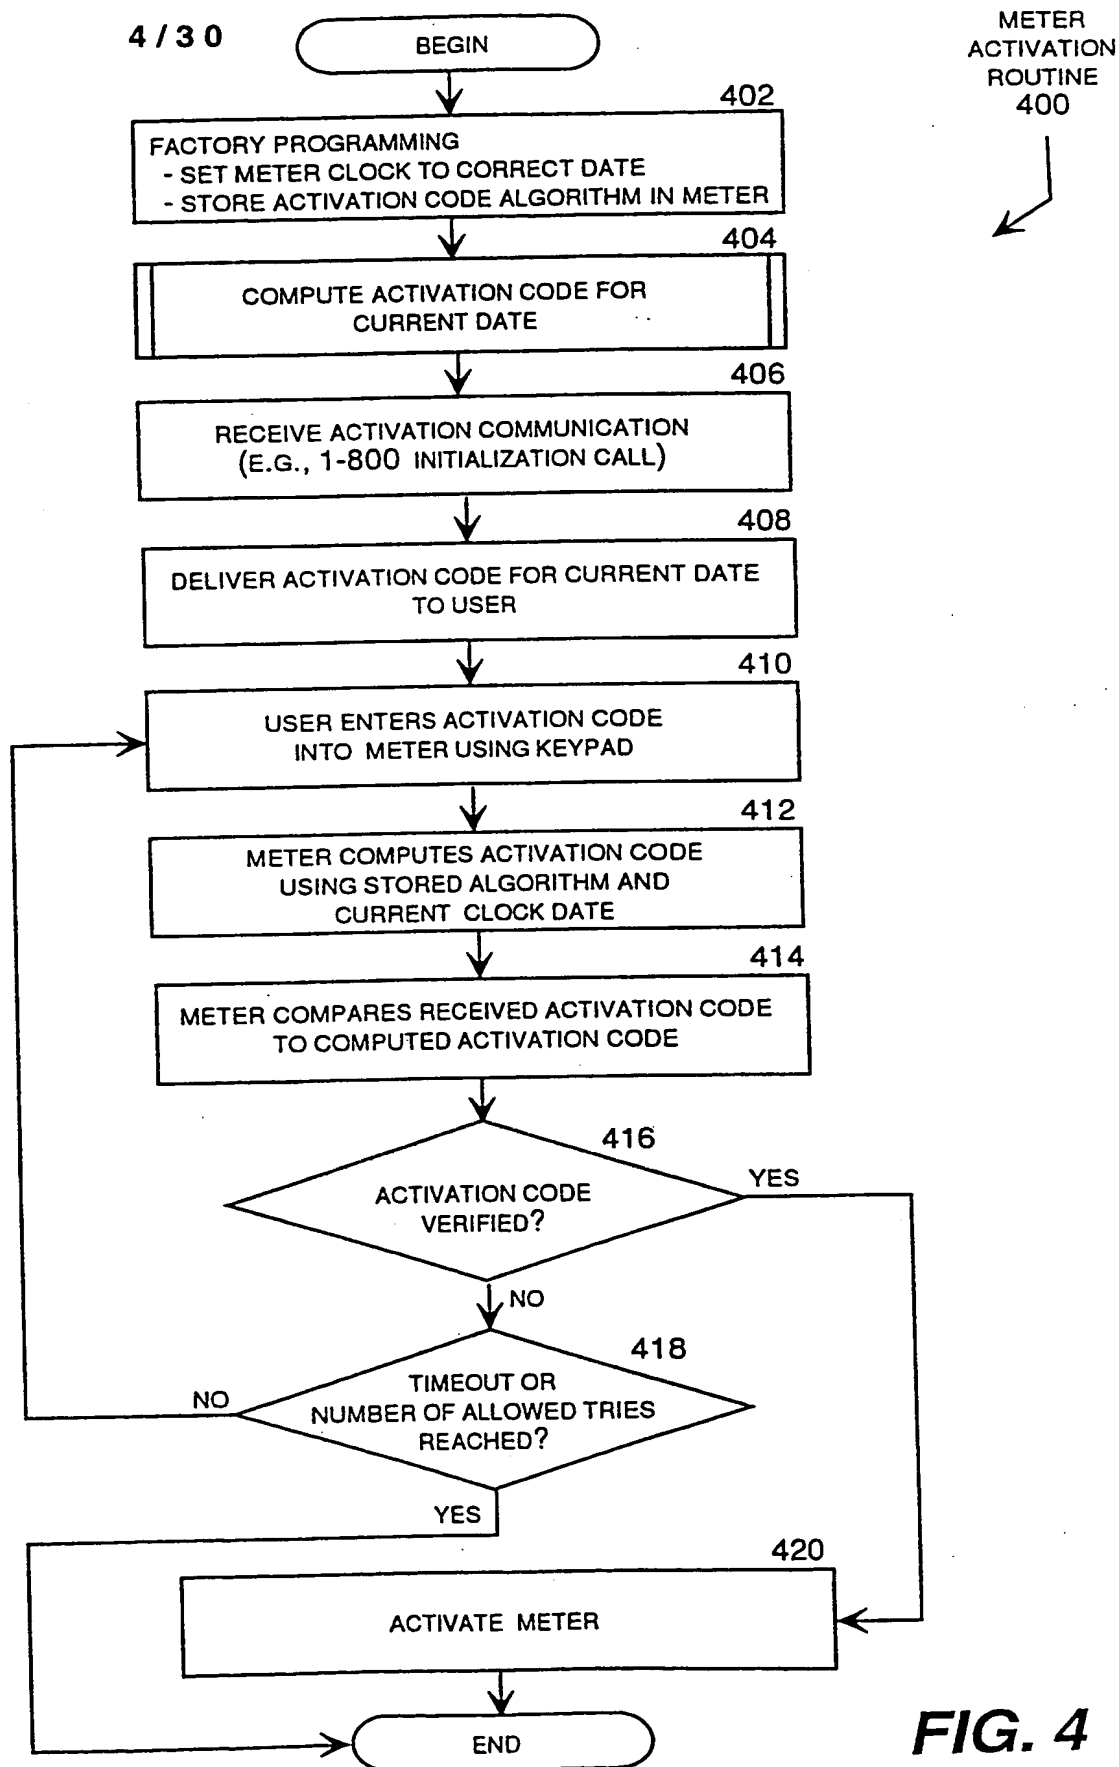 4/30
BEGIN
METER
ACTIVATION
ROUTINE
400
402
FACTORY PROGRAMMING
- SET METER CLOCK TO CORRECT DATE
- STORE ACTIVATION CODE ALGORITHM IN METER
404
COMPUTE ACTIVATION CODE FOR
CURRENT DATE
406
RECEIVE ACTIVATION COMMUNICATION
(E.G., 1-800 INITIALIZATION CALL)
408
DELIVER ACTIVATION CODE FOR CURRENT DATE
TO USER
410
USER ENTERS ACTIVATION CODE
INTO METER USING KEYPAD
412
METER COMPUTES ACTIVATION CODE
USING STORED ALGORITHM AND
CURRENT CLOCK DATE
414
METER COMPARES RECEIVED ACTIVATION CODE
TO COMPUTED ACTIVATION CODE
416
YES
ACTIVATION CODE
VERIFIED?
NO
418
NO
TIMEOUT OR
NUMBER OF ALLOWED TRIES
REACHED?
YES
420
ACTIVATE METER
END
FIG. 4